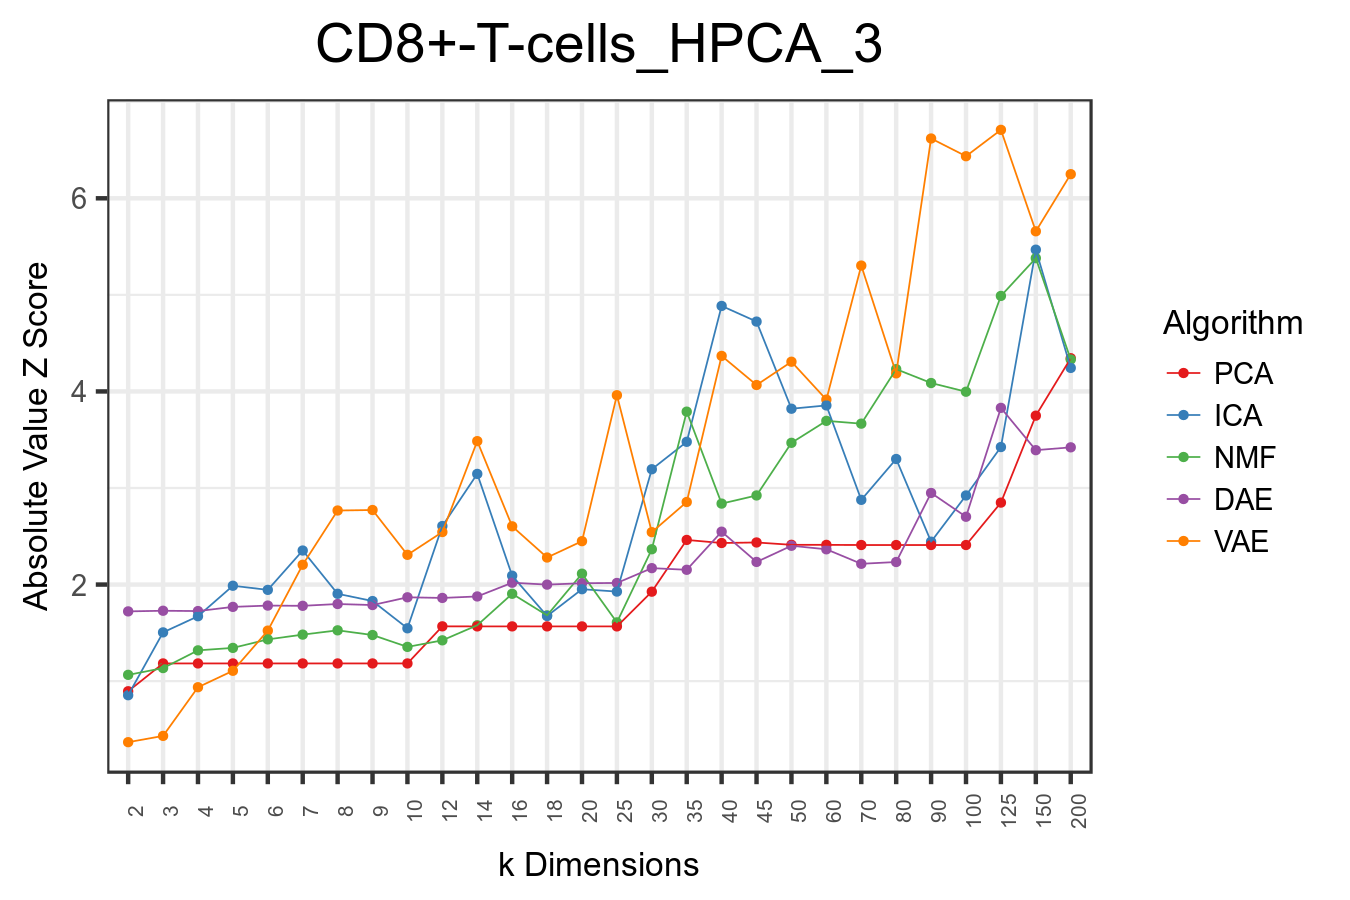 CD8+-T-cells_HPCA_3
Absolute Value Z Score
6
4
2
2 3 4 5 6 7 8 9 10 12 14 16 18 20 25 30 35 40 45 50 60 70 80 90 100 125 150 200
k Dimensions
Algorithm
PCA
ICA
NMF
DAE
VAE